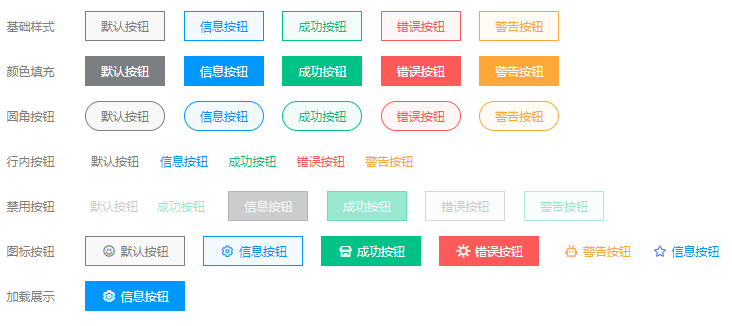 基础样式 默认按钮 信息按钮 成功按钮 错误按钮 警告按钮
颜色填充 默认按钮 信息按钮 成功按钮 错误按钮 警告按钮
圆角按钮 默认按钮 信息按钮 成功按钮 错误按钮 警告按钮
行内按钮 默认按钮 信息按钮 成功按钮 错误按钮 警告按钮
禁用按钮 默认按钮 成功按钮 信息按钮 成功按钮 错误按钮 警告按钮
图标按钮 默认按钮 信息按钮 成功按钮 错误按钮 警告按钮 信息按钮
加载展示 信息按钮